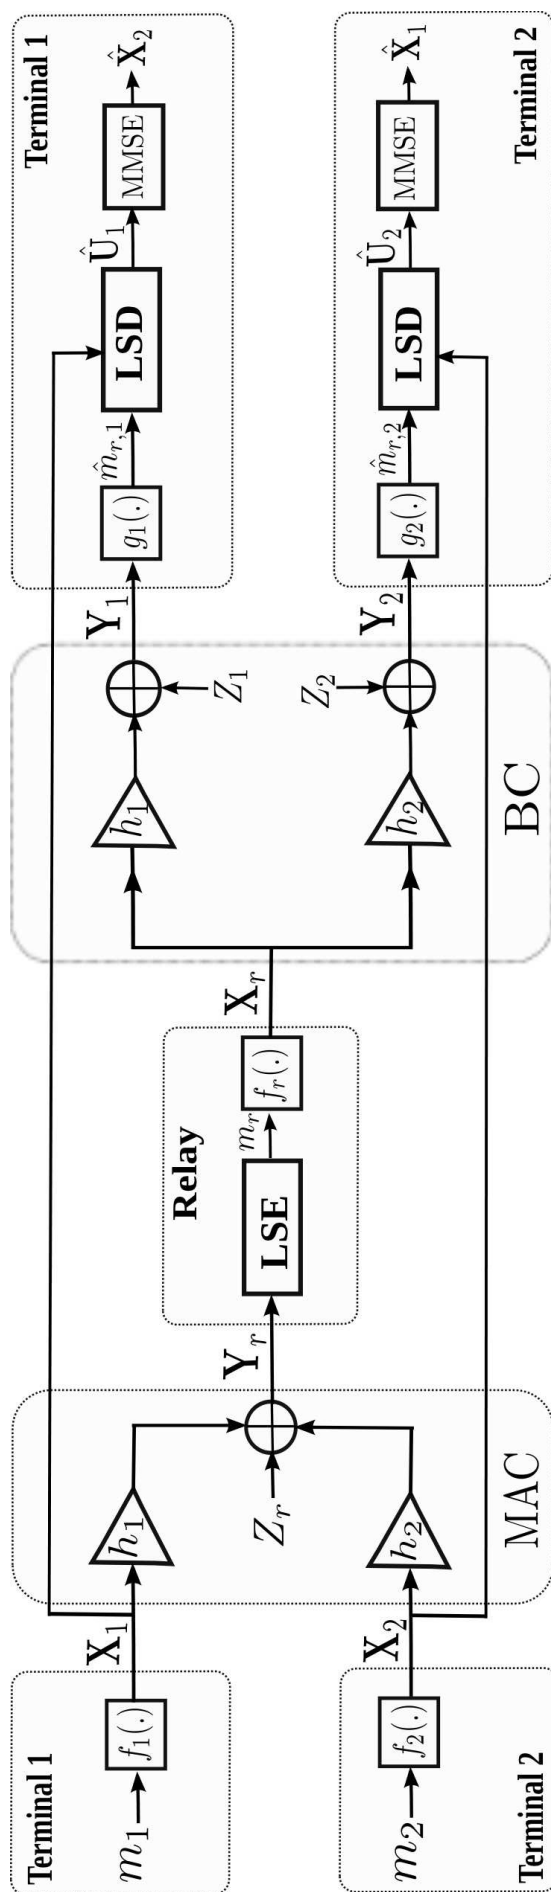 Terminal 1
m_1
f_1(.)
X_1
h_1
Terminal 2
m_2
f_2(.)
X_2
h_2
Z_r
MAC
Y_r
Relay
LSE
m_r
f_r(.)
X_r
h_1
h_2
Z_1
Z_2
BC
Y_1
Y_2
Terminal 1
g_1(.)
m̂_{r,1}
LSD
Û_1
MMSE
X̂_2
Terminal 2
g_2(.)
m̂_{r,2}
LSD
Û_2
MMSE
X̂_1